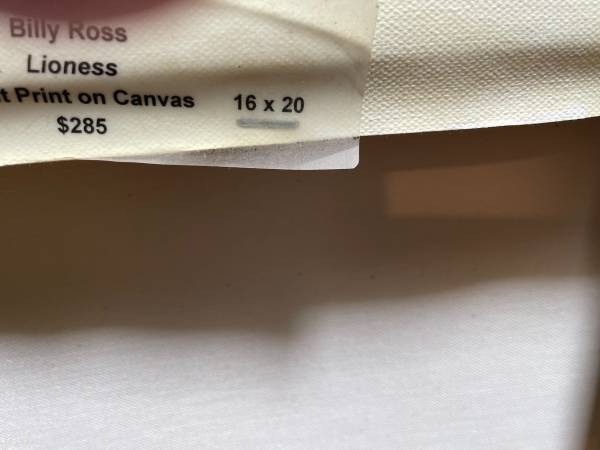 Billy Ross
Lioness
t Print on Canvas 16 x 20
$285